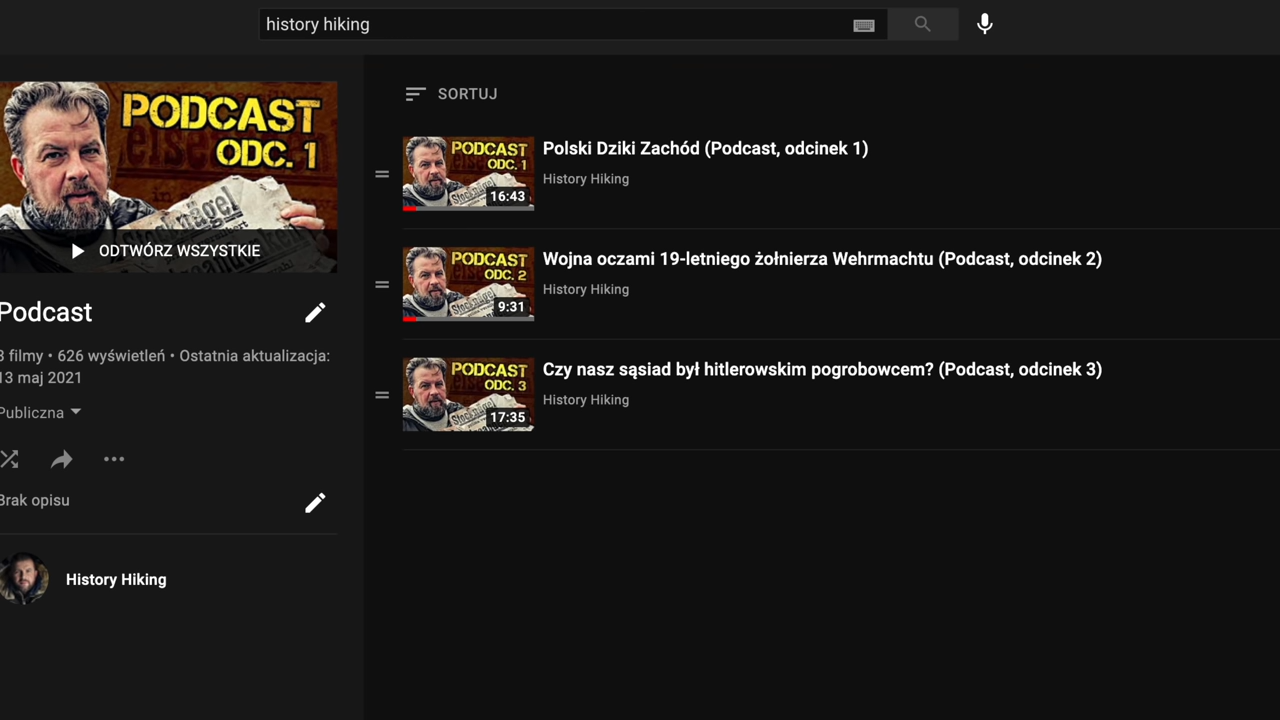 history hiking
PODCAST
ODC. 1
ODTWÓRZ WSZYSTKIE
Podcast
3 filmy • 626 wyświetleń • Ostatnia aktualizacja:
13 maj 2021
Publiczna
Brak opisu
History Hiking
SORTUJ
PODCAST
ODC. 1
16:43
Polski Dziki Zachód (Podcast, odcinek 1)
History Hiking
PODCAST
ODC. 2
9:31
Wojna oczami 19-letniego żołnierza Wehrmachtu (Podcast, odcinek 2)
History Hiking
PODCAST
ODC. 3
17:35
Czy nasz sąsiad był hitlerowskim pogrobowcem? (Podcast, odcinek 3)
History Hiking